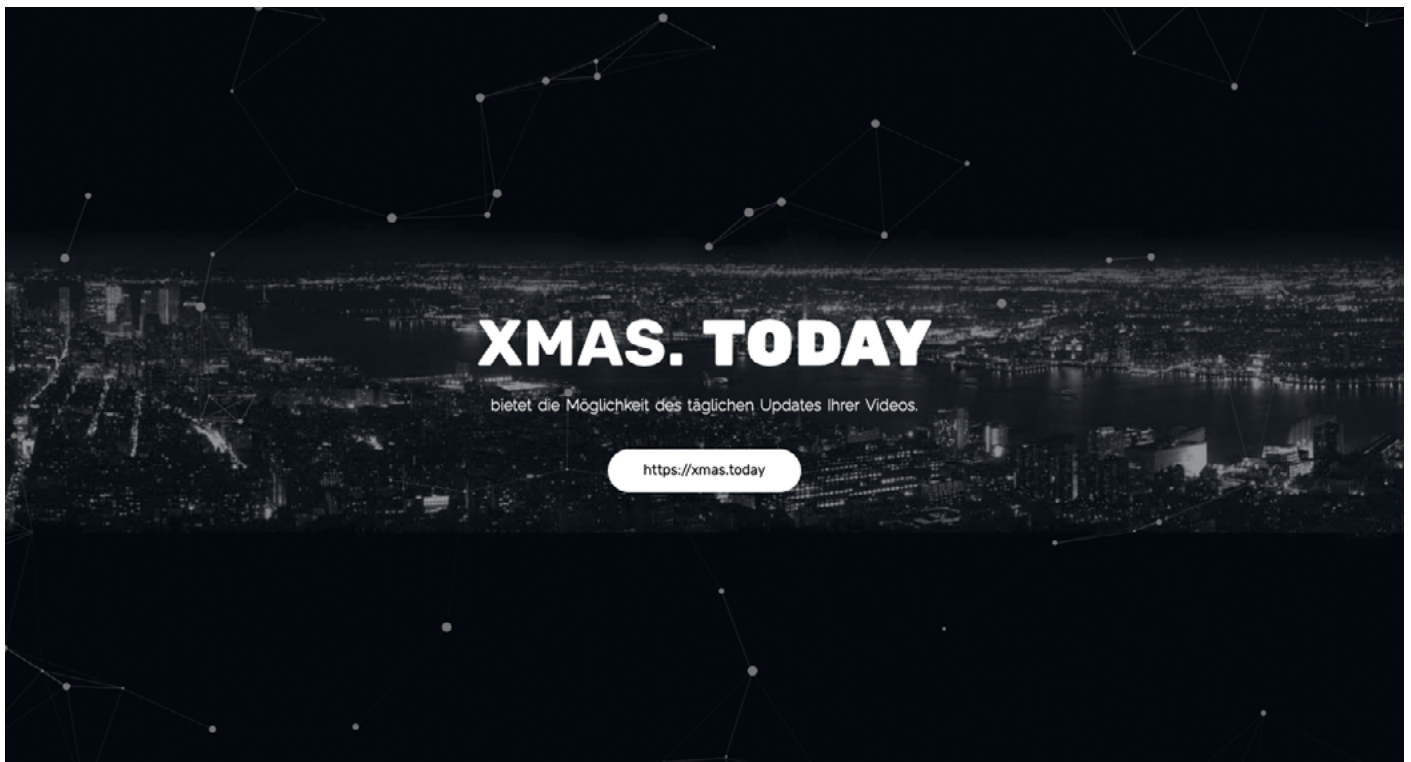 XMAS. TODAY
bietet die Möglichkeit des täglichen Updates Ihrer Videos.
https://xmas.today